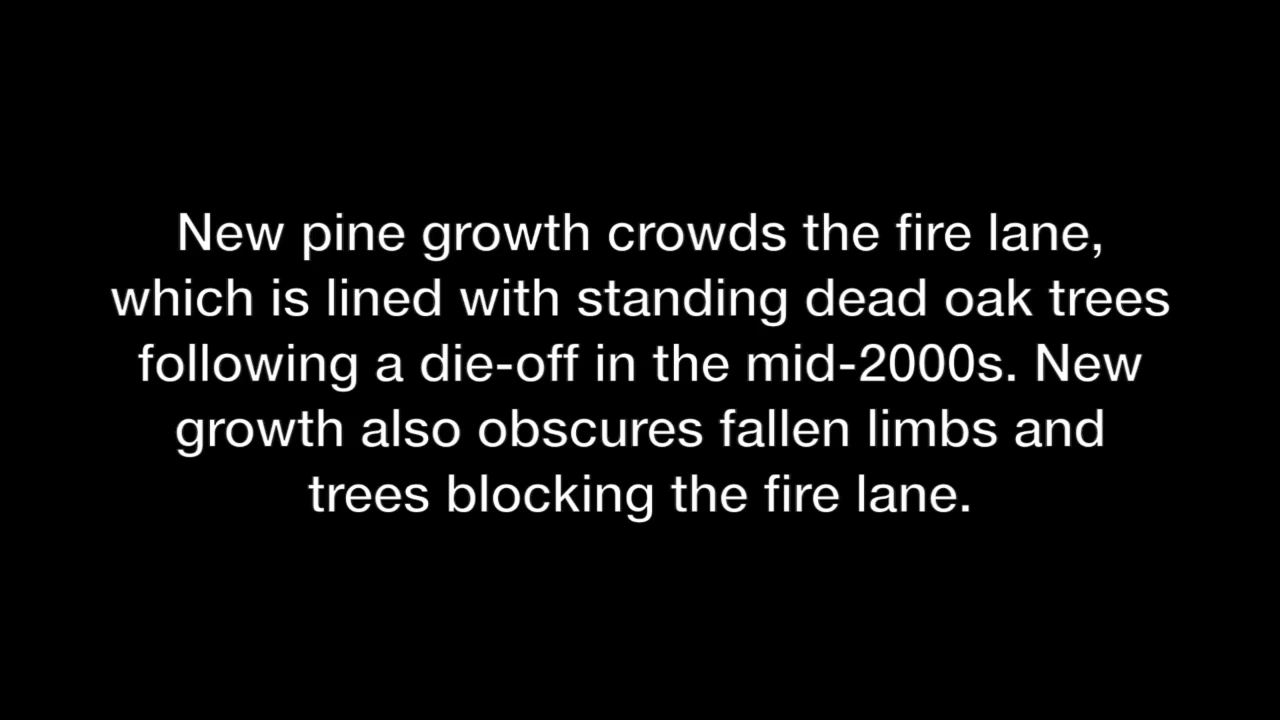 New pine growth crowds the fire lane,
which is lined with standing dead oak trees
following a die-off in the mid-2000s. New
growth also obscures fallen limbs and
trees blocking the fire lane.